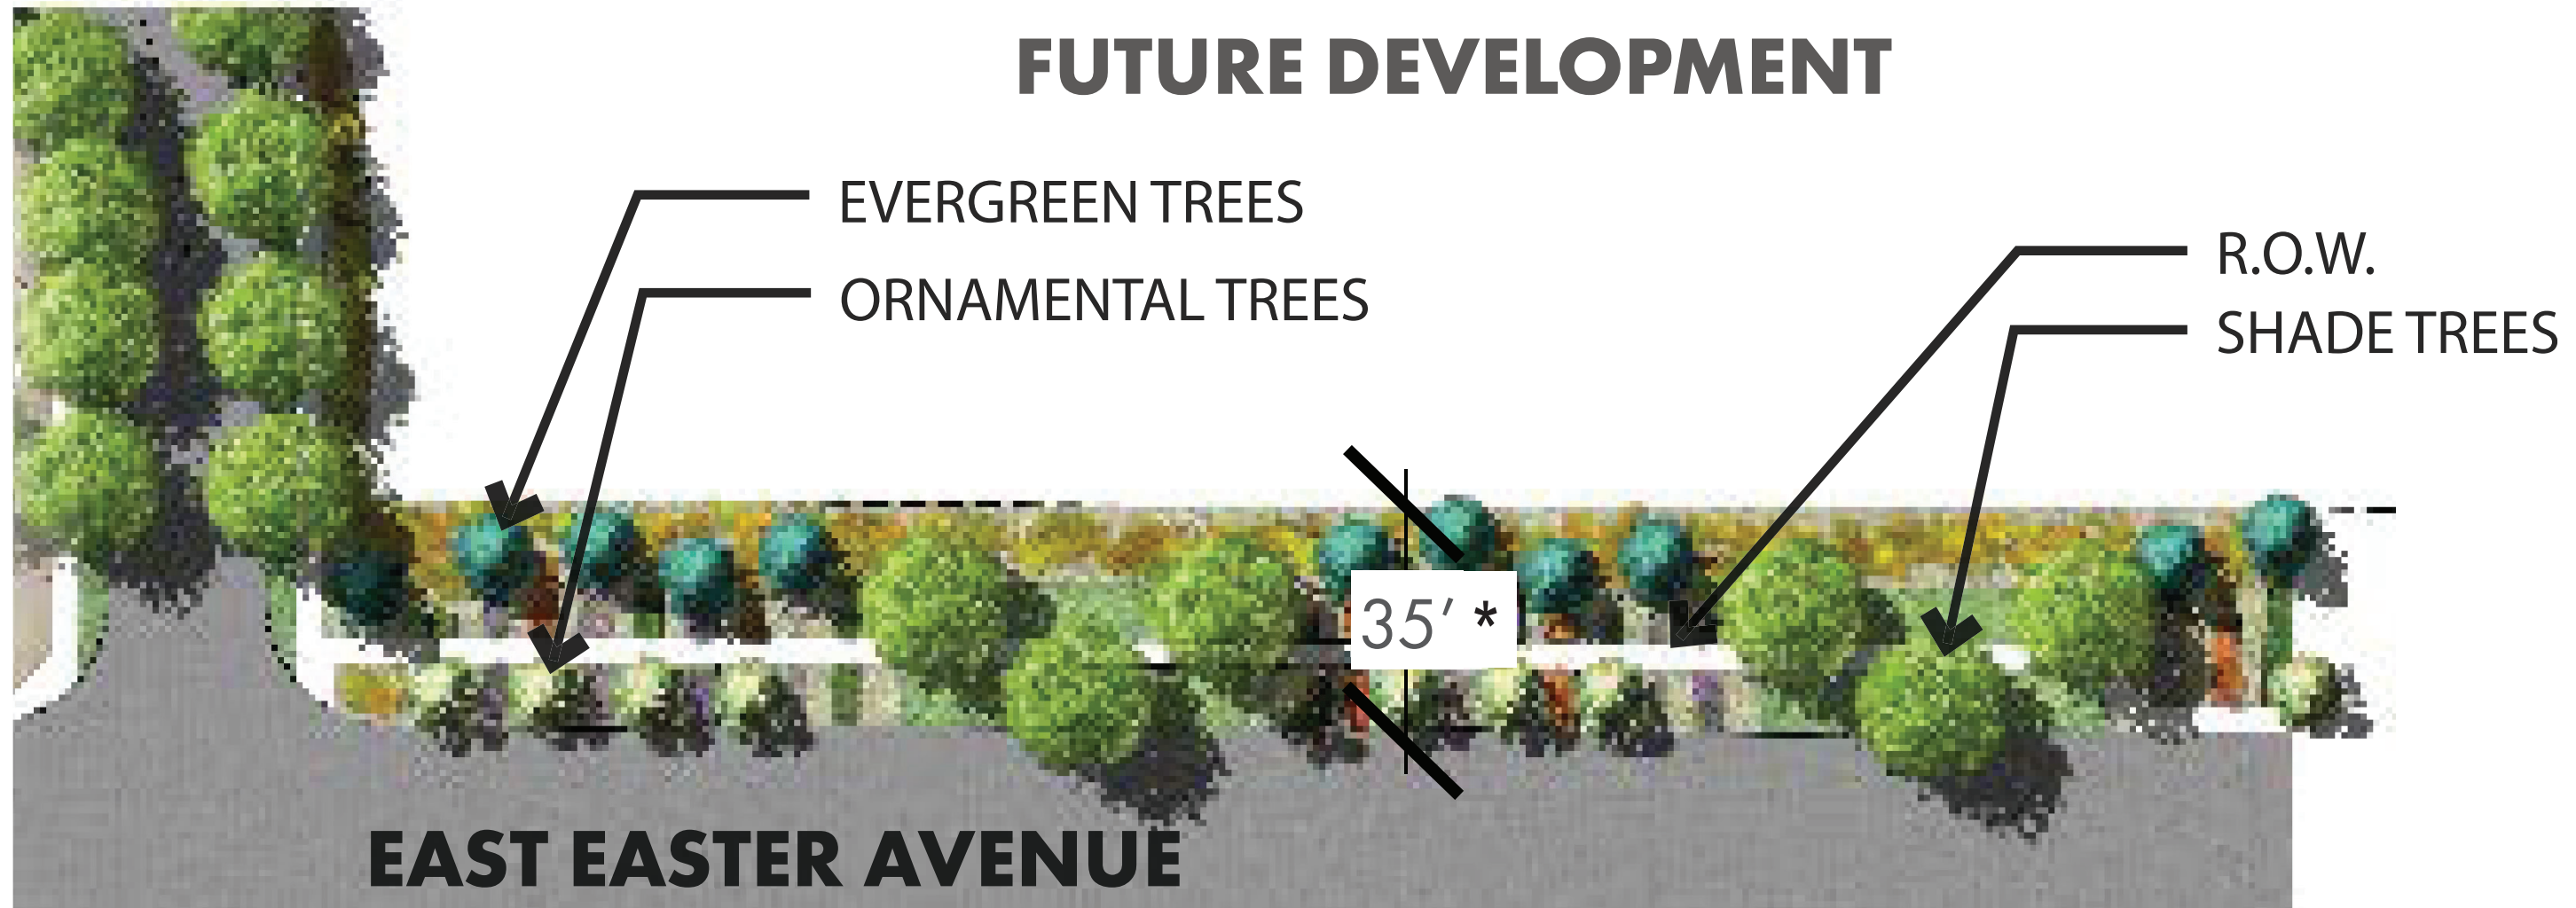 FUTURE DEVELOPMENT
EVERGREEN TREES
ORNAMENTAL TREES
R.O.W.
SHADE TREES
35' *
EAST EASTER AVENUE